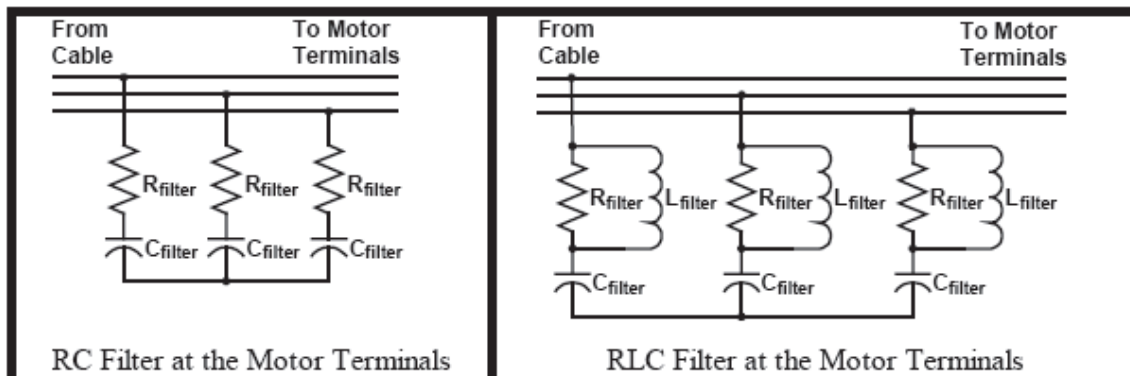 From
Cable
To Motor
Terminals
Rfilter
Rfilter
Rfilter
Cfilter
Cfilter
Cfilter
RC Filter at the Motor Terminals
From
Cable
To Motor
Terminals
Rfilter
Lfilter
Rfilter
Lfilter
Rfilter
Lfilter
Cfilter
Cfilter
Cfilter
RLC Filter at the Motor Terminals